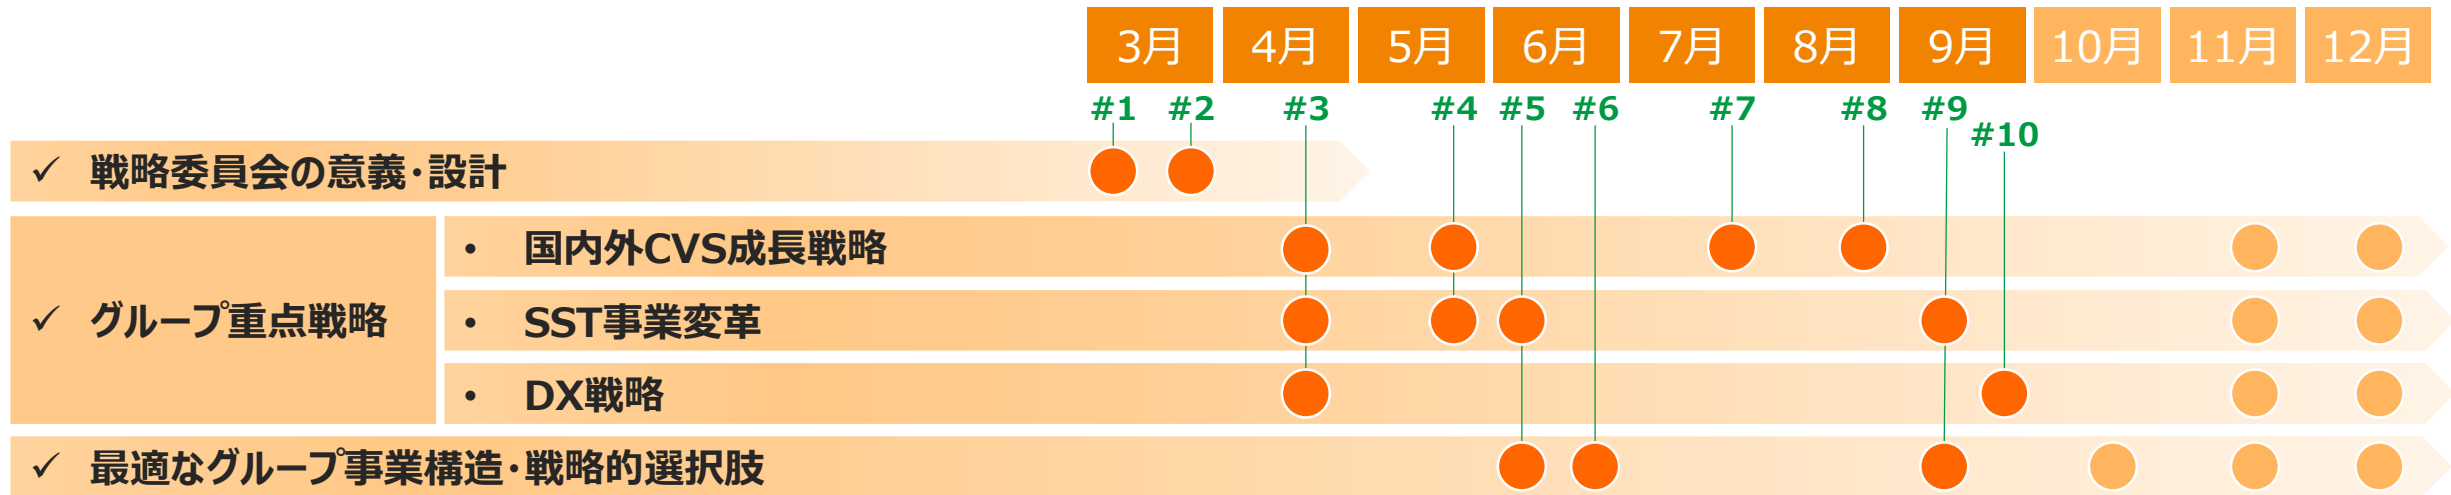 3月 4月 5月 6月 7月 8月 9月 10月 11月 12月
#1 #2 #3 #4 #5 #6 #7 #8 #9
#10
✓ 戦略委員会の意義・設計
• 国内外CVS成長戦略
✓ グループ重点戦略 • SST事業変革
• DX戦略
✓ 最適なグループ事業構造・戦略的選択肢